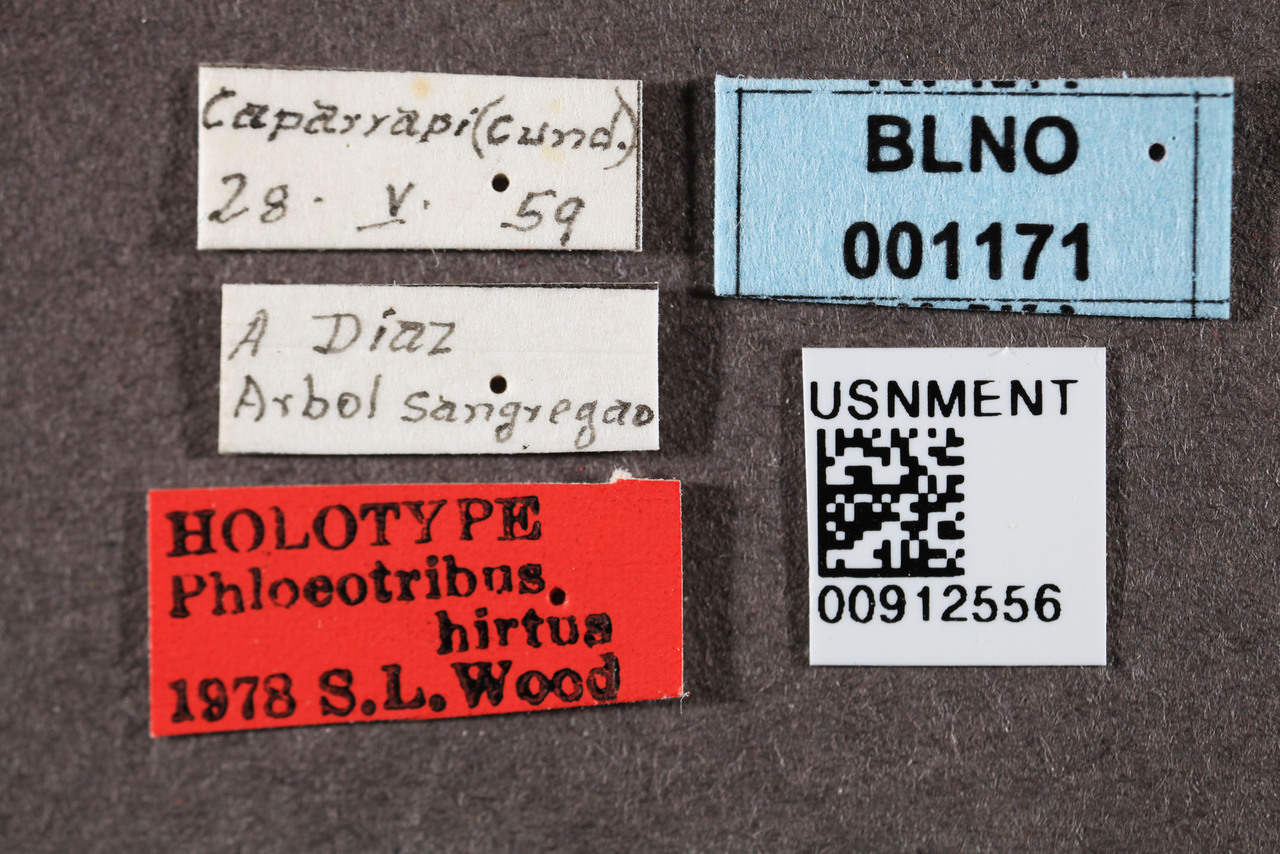 Caparrapi (Cund.)
28. V. 59
A Diaz
Arbol sangregao
HOLOTYPE
Phloeotribus
hirtus
1978 S.L. Wood
BLNO
001171
USNMENT
00912556